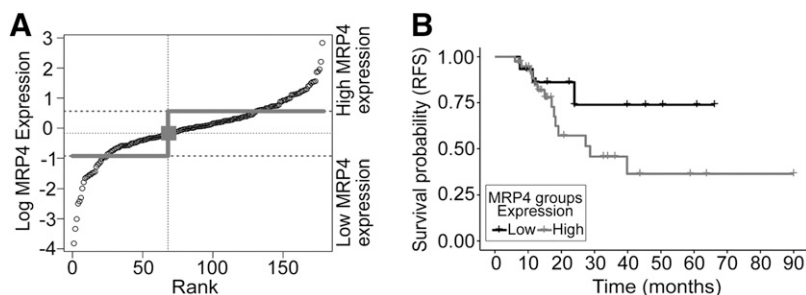 A
Log MRP4 Expression
3
2
1
0
-1
-2
-3
-4
0
50
100
150
Rank
High MRP4
expression
Low MRP4
expression
B
Survival probability (RFS)
1.00
0.75
0.50
0.25
0.00
MRP4 groups
Expression
Low High
0 10 20 30 40 50 60 70 80 90
Time (months)